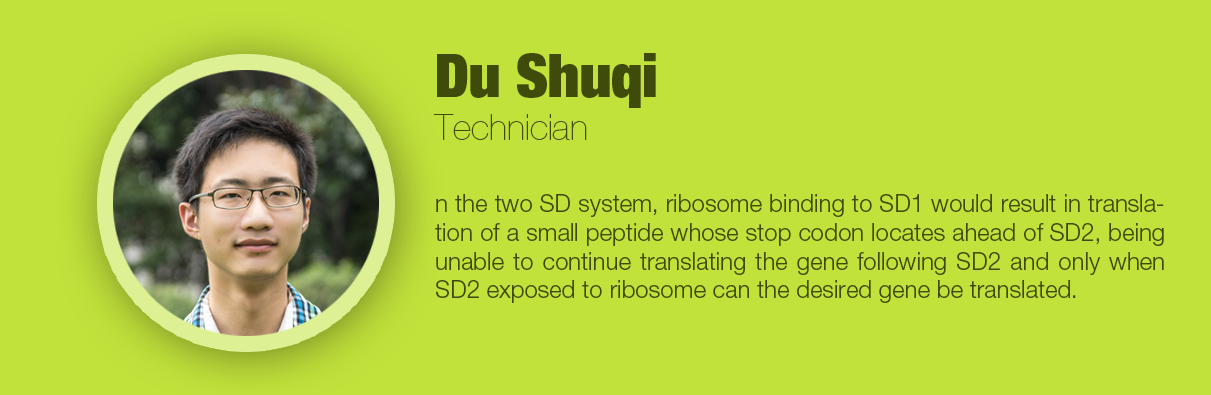 Du Shuqi
Technician
n the two SD system, ribosome binding to SD1 would result in transla-
tion of a small peptide whose stop codon locates ahead of SD2, being
unable to continue translating the gene following SD2 and only when
SD2 exposed to ribosome can the desired gene be translated.